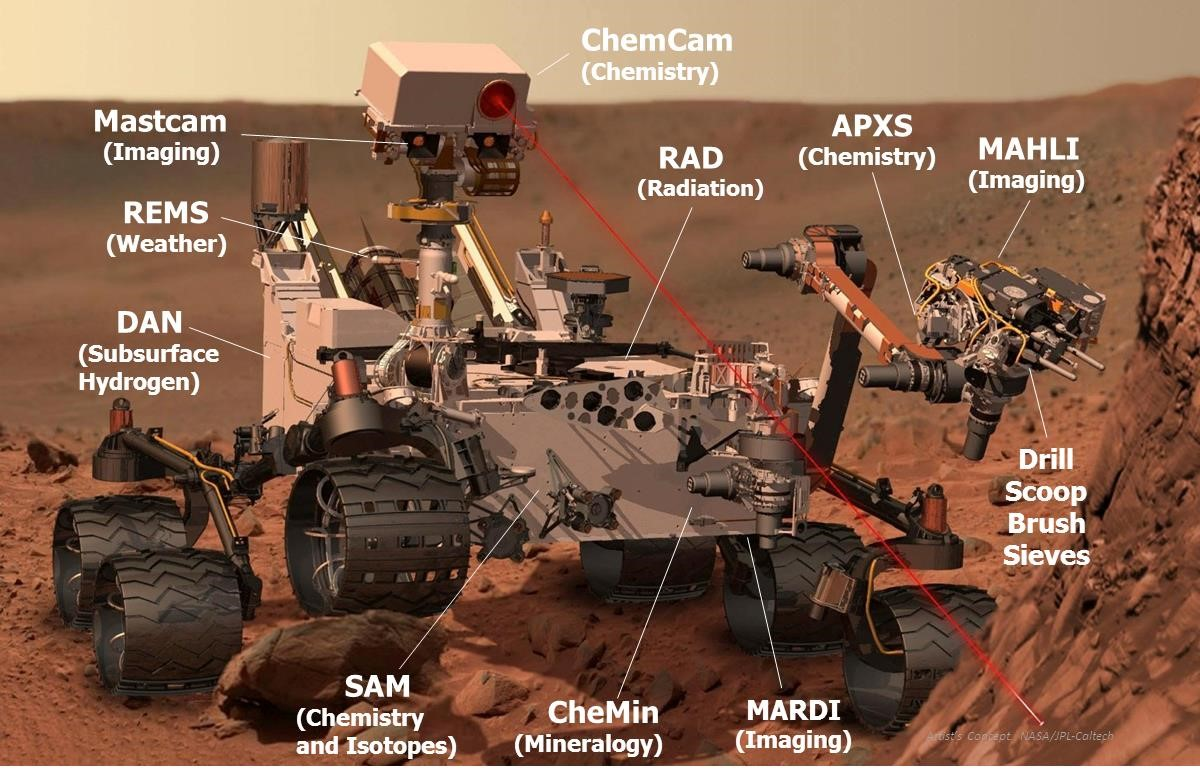 ChemCam
(Chemistry)
Mastcam
(Imaging)
APXS
(Chemistry)
MAHLI
(Imaging)
RAD
(Radiation)
REMS
(Weather)
DAN
(Subsurface
Hydrogen)
Drill
Scoop
Brush
Sieves
SAM
(Chemistry
and Isotopes)
CheMin
(Mineralogy)
MARDI
(Imaging)
Artist's Concept. NASA/JPL-Caltech